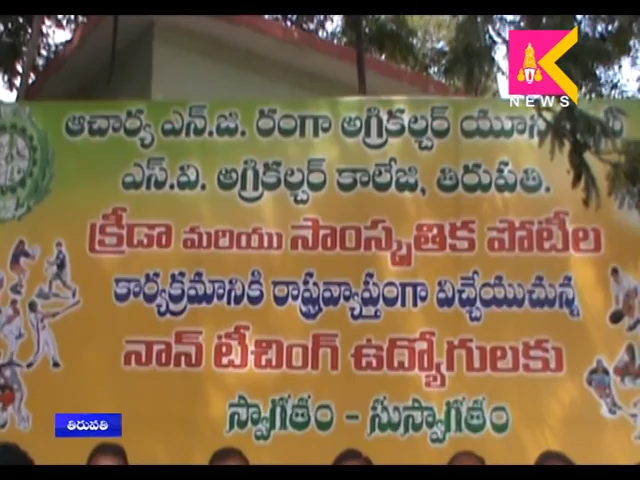 K
NEWS
ఆచార్య ఎన్.జి. రంగా అగ్రికల్చర్
ఎస్.వి. అగ్రికల్చర్ కాలేజి, తిరుపతి.
క్రీడా మరియు సాంస్కృతిక పోటీల
కార్యక్రమానికి రాష్ట్రవ్యాప్తంగా విచ్చేయుచున్న
నాన్ టీచింగ్ ఉద్యోగులకు
స్వాగతం - సుస్వాగతం
తిరుపతి